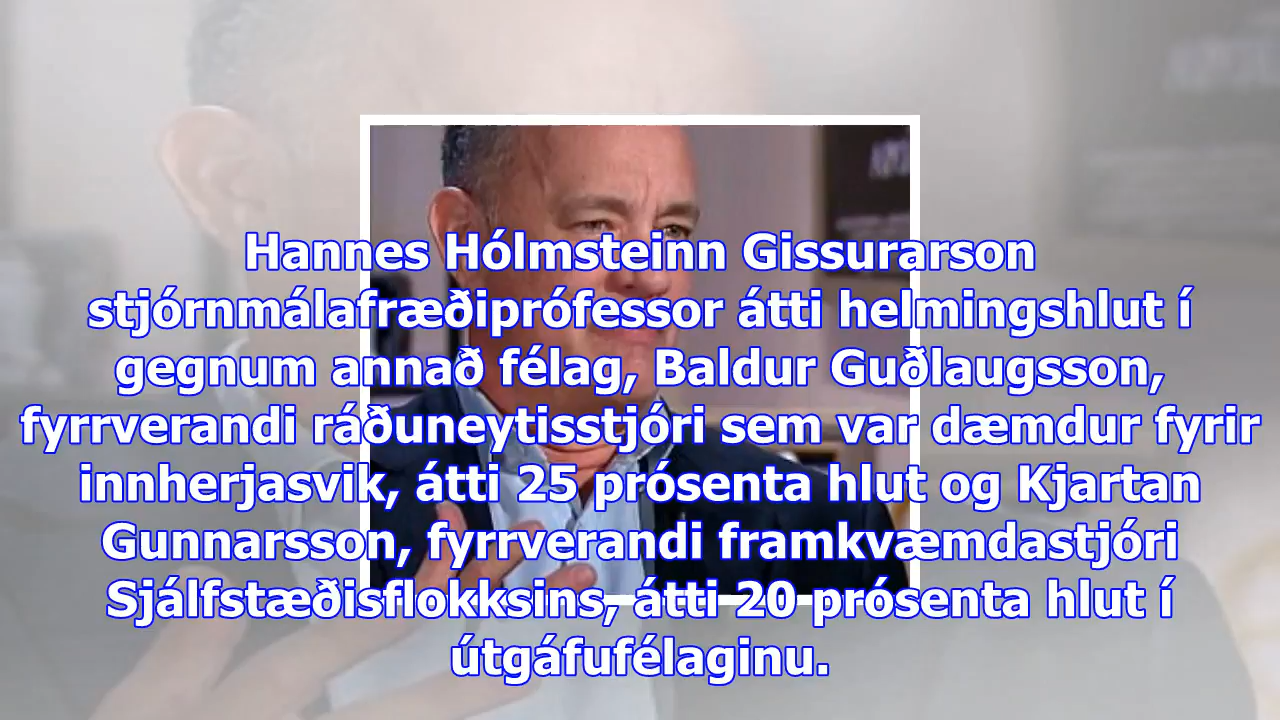 Hannes Hólmsteinn Gissurarson
stjórnmálafræðiprófessor átti helmingshlut í
gegnum annað félag, Baldur Guðlaugsson,
fyrrverandi ráðuneytisstjóri sem var dæmdur fyrir
innherjasvik, átti 25 prósenta hlut og Kjartan
Gunnarsson, fyrrverandi framkvæmdastjóri
Sjálfstæðisflokksins, átti 20 prósenta hlut í
útgáfufélaginu.